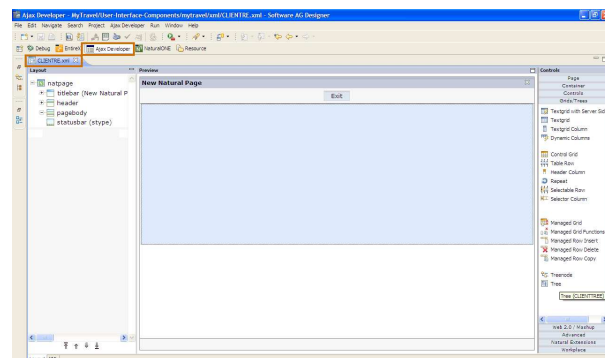 Ajax Developer - MyTravel/User-Interface-Components/mytravel/xml/CLIENTRE.xml - Software AG Designer
File Edit Navigate Search Project Ajax Developer Run Window Help
Debug EntireX Ajax Developer NaturalONE Resource
CLIENTRE.xml
Layout
natpage
titlebar (New Natural P
header
pagebody
statusbar (stype)
Preview
New Natural Page
Exit
Controls
Page
Container
Controls
Grids/Trees
Textgrid with Server Sid
Textgrid
Textgrid Column
Dynamic Columns
Control Grid
Table Row
Header Column
Repeat
Selectable Row
Selector Column
Managed Grid
Managed Grid Functions
Managed Row Insert
Managed Row Delete
Managed Row Copy
Treenode
Tree
Tree (CLIENTTREE)
Web 2.0 / Mashup
Advanced
Natural Extensions
Workplace